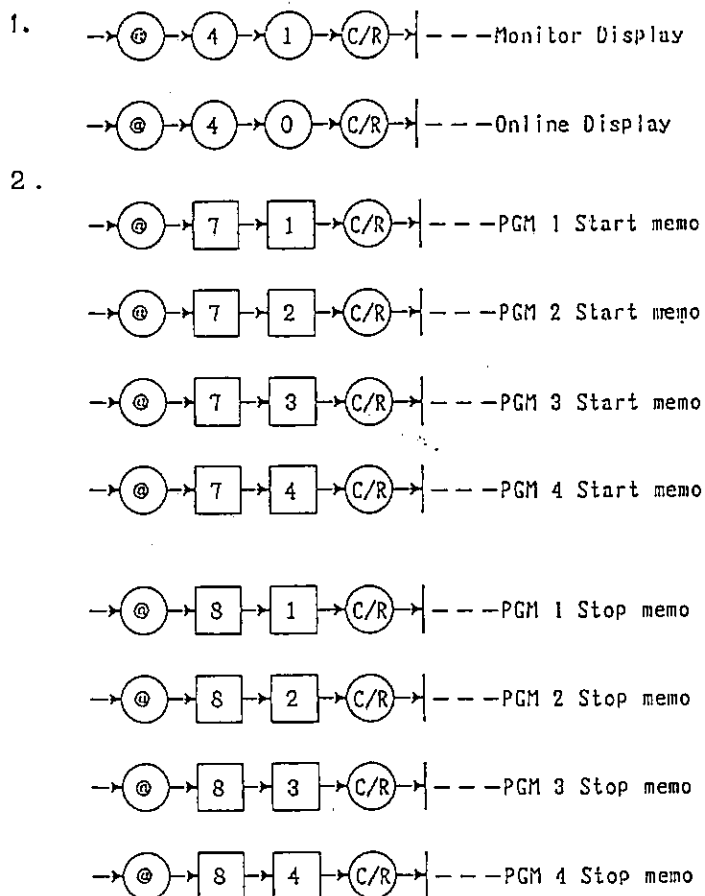 1.
@ 4 1 C/R Monitor Display
@ 4 0 C/R Online Display
2.
@ 7 1 C/R PGM 1 Start memo
@ 7 2 C/R PGM 2 Start memo
@ 7 3 C/R PGM 3 Start memo
@ 7 4 C/R PGM 4 Start memo
@ 8 1 C/R PGM 1 Stop memo
@ 8 2 C/R PGM 2 Stop memo
@ 8 3 C/R PGM 3 Stop memo
@ 8 4 C/R PGM 4 Stop memo